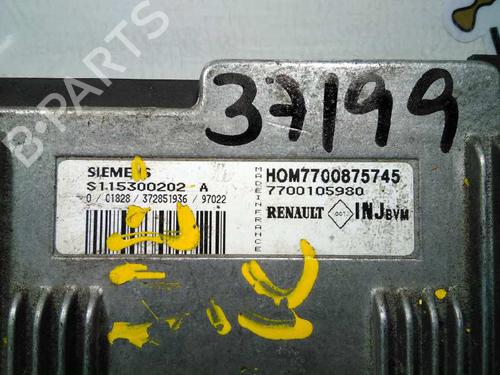 37199
SIEMENS
S115300202 A
0 / 01828 / 372851936 / 97022
MADE IN FRANCE
HOM7700875745
7700105980
RENAULT INJ BVM
B-PARTS